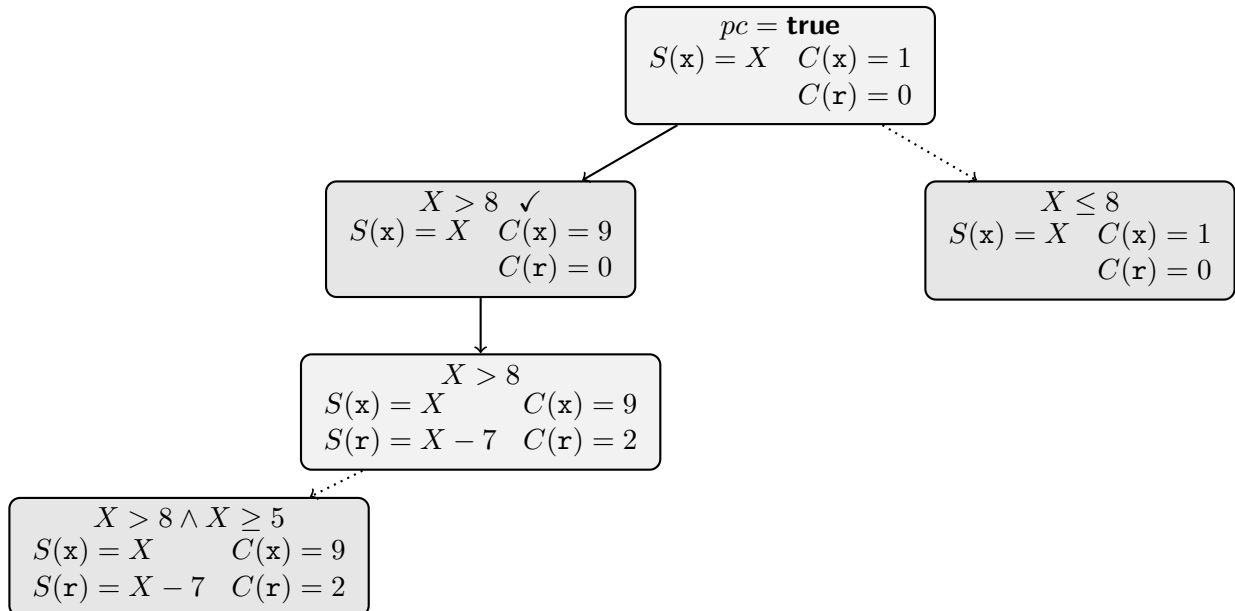 pc = true
S(x) = X C(x) = 1
C(r) = 0
X > 8 ✓
S(x) = X C(x) = 9
C(r) = 0
X ≤ 8
S(x) = X C(x) = 1
C(r) = 0
X > 8
S(x) = X C(x) = 9
S(r) = X − 7 C(r) = 2
X > 8 ∧ X ≥ 5
S(x) = X C(x) = 9
S(r) = X − 7 C(r) = 2